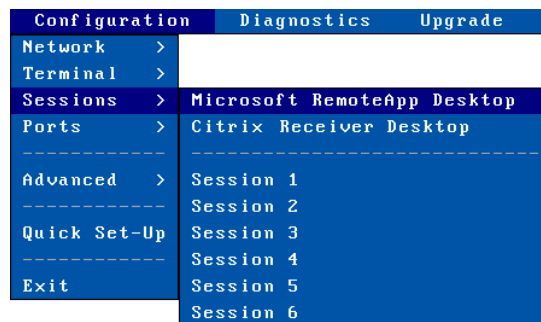 Configuration Diagnostics Upgrade
Network >
Terminal >
Sessions > Microsoft RemoteApp Desktop
Ports > Citrix Receiver Desktop
Advanced > Session 1
Session 2
Quick Set-Up Session 3
Session 4
Exit Session 5
Session 6